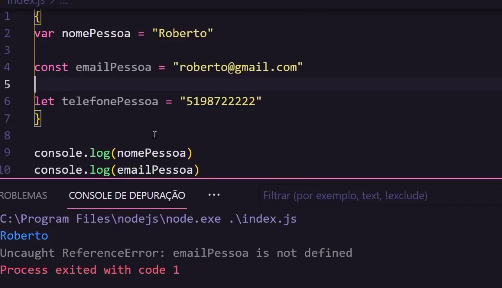 index.js > ...
1 {
2 var nomePessoa = "Roberto"
3
4 const emailPessoa = "roberto@gmail.com"
5
6 let telefonePessoa = "5198722222"
7 }
8
9 console.log(nomePessoa)
10 console.log(emailPessoa)
ROBLEMAS CONSOLE DE DEPURAÇÃO ... Filtrar (por exemplo, text, !exclude)
C:\Program Files\nodejs\node.exe .\index.js
Roberto
Uncaught ReferenceError: emailPessoa is not defined
Process exited with code 1